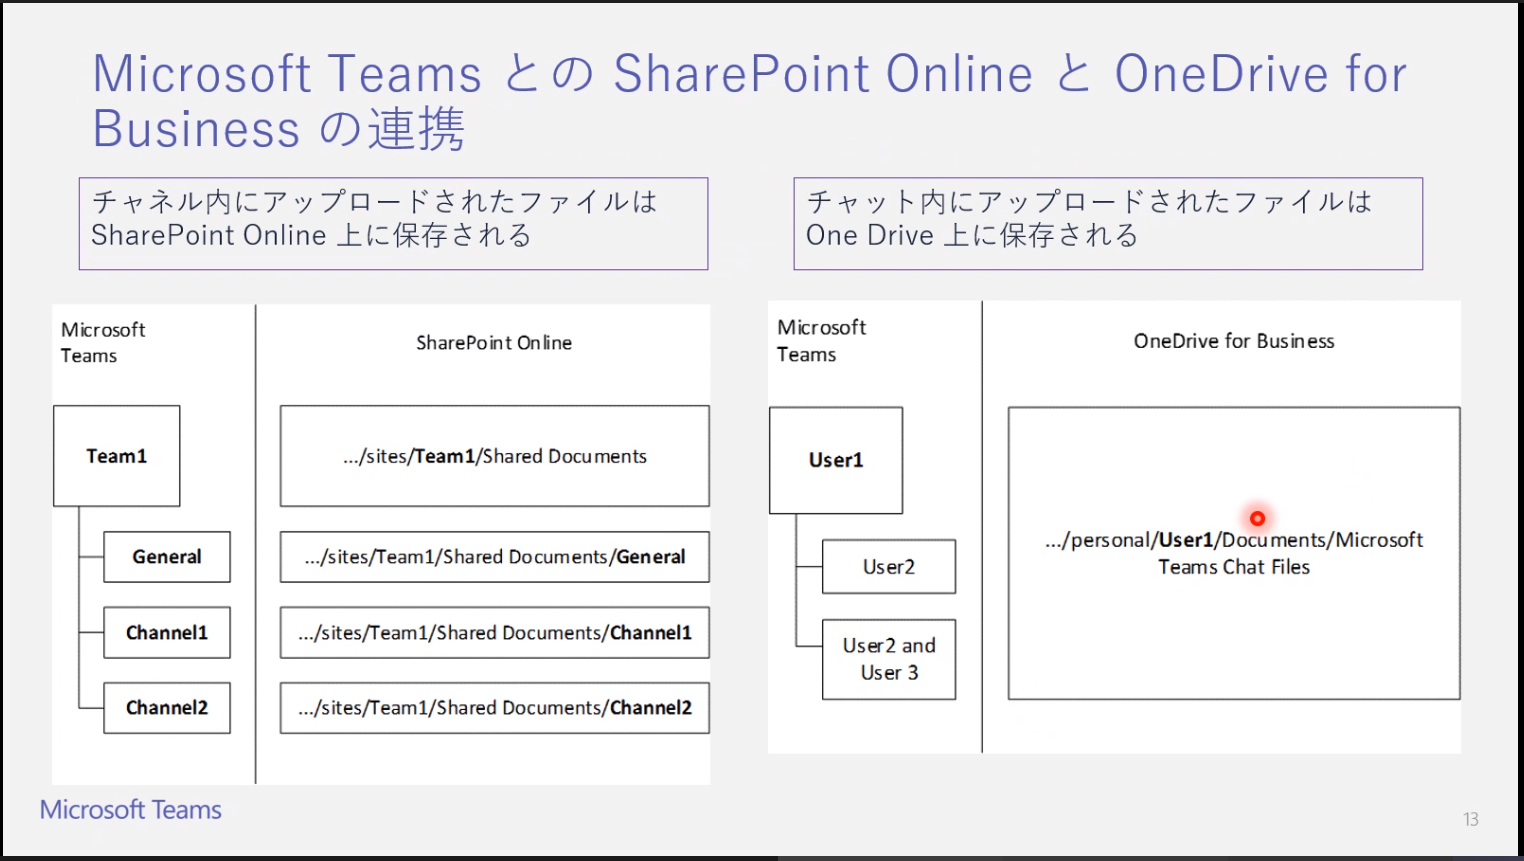 Microsoft Teams との SharePoint Online と OneDrive for
Business の連携
チャネル内にアップロードされたファイルは
SharePoint Online 上に保存される
Microsoft
Teams
SharePoint Online
Team1
.../sites/Team1/Shared Documents
General
.../sites/Team1/Shared Documents/General
Channel1
.../sites/Team1/Shared Documents/Channel1
Channel2
.../sites/Team1/Shared Documents/Channel2
チャット内にアップロードされたファイルは
One Drive 上に保存される
Microsoft
Teams
OneDrive for Business
User1
User2
User2 and
User 3
.../personal/User1/Documents/Microsoft
Teams Chat Files
Microsoft Teams
13